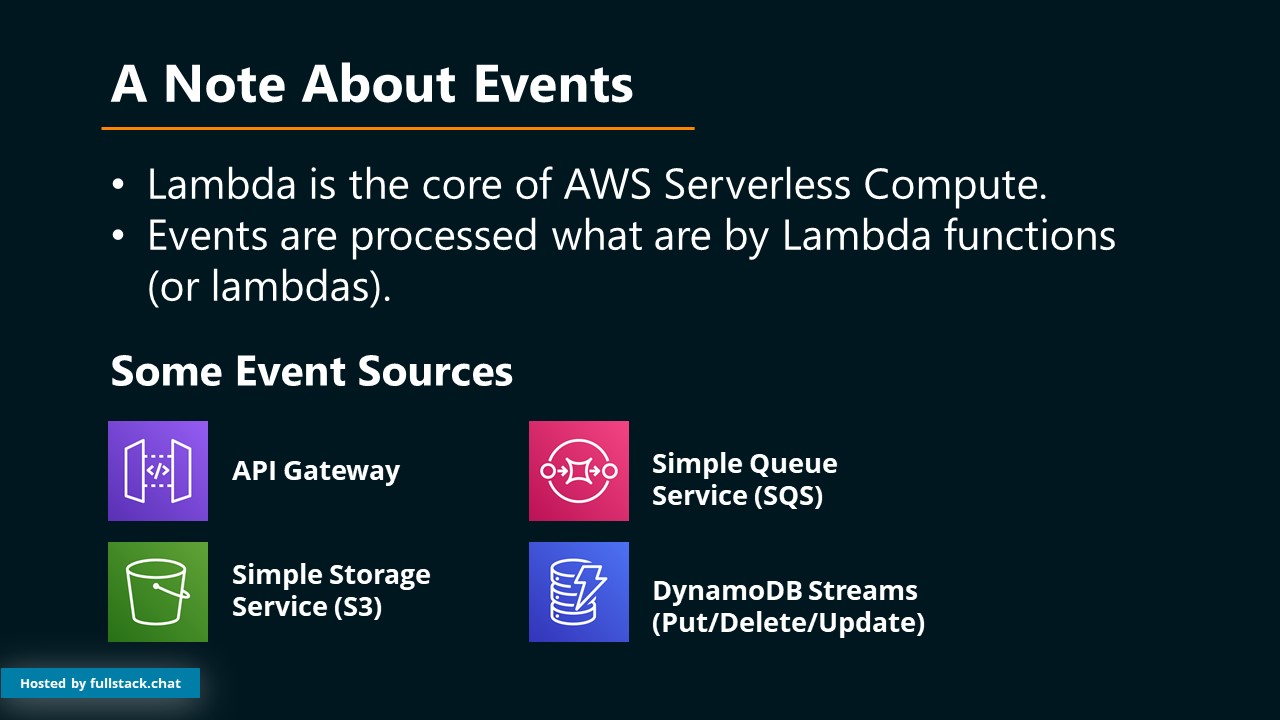 A Note About Events
• Lambda is the core of AWS Serverless Compute.
• Events are processed what are by Lambda functions
(or lambdas).
Some Event Sources
</> API Gateway
Simple Queue
Service (SQS)
Simple Storage
Service (S3)
DynamoDB Streams
(Put/Delete/Update)
Hosted by fullstack.chat